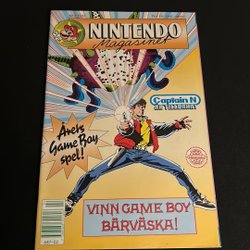 NINTENDO
Magasinet
Captain N
Årets
Game Boy
spel!
VINN GAME BOY
BÄRVÄSKA!